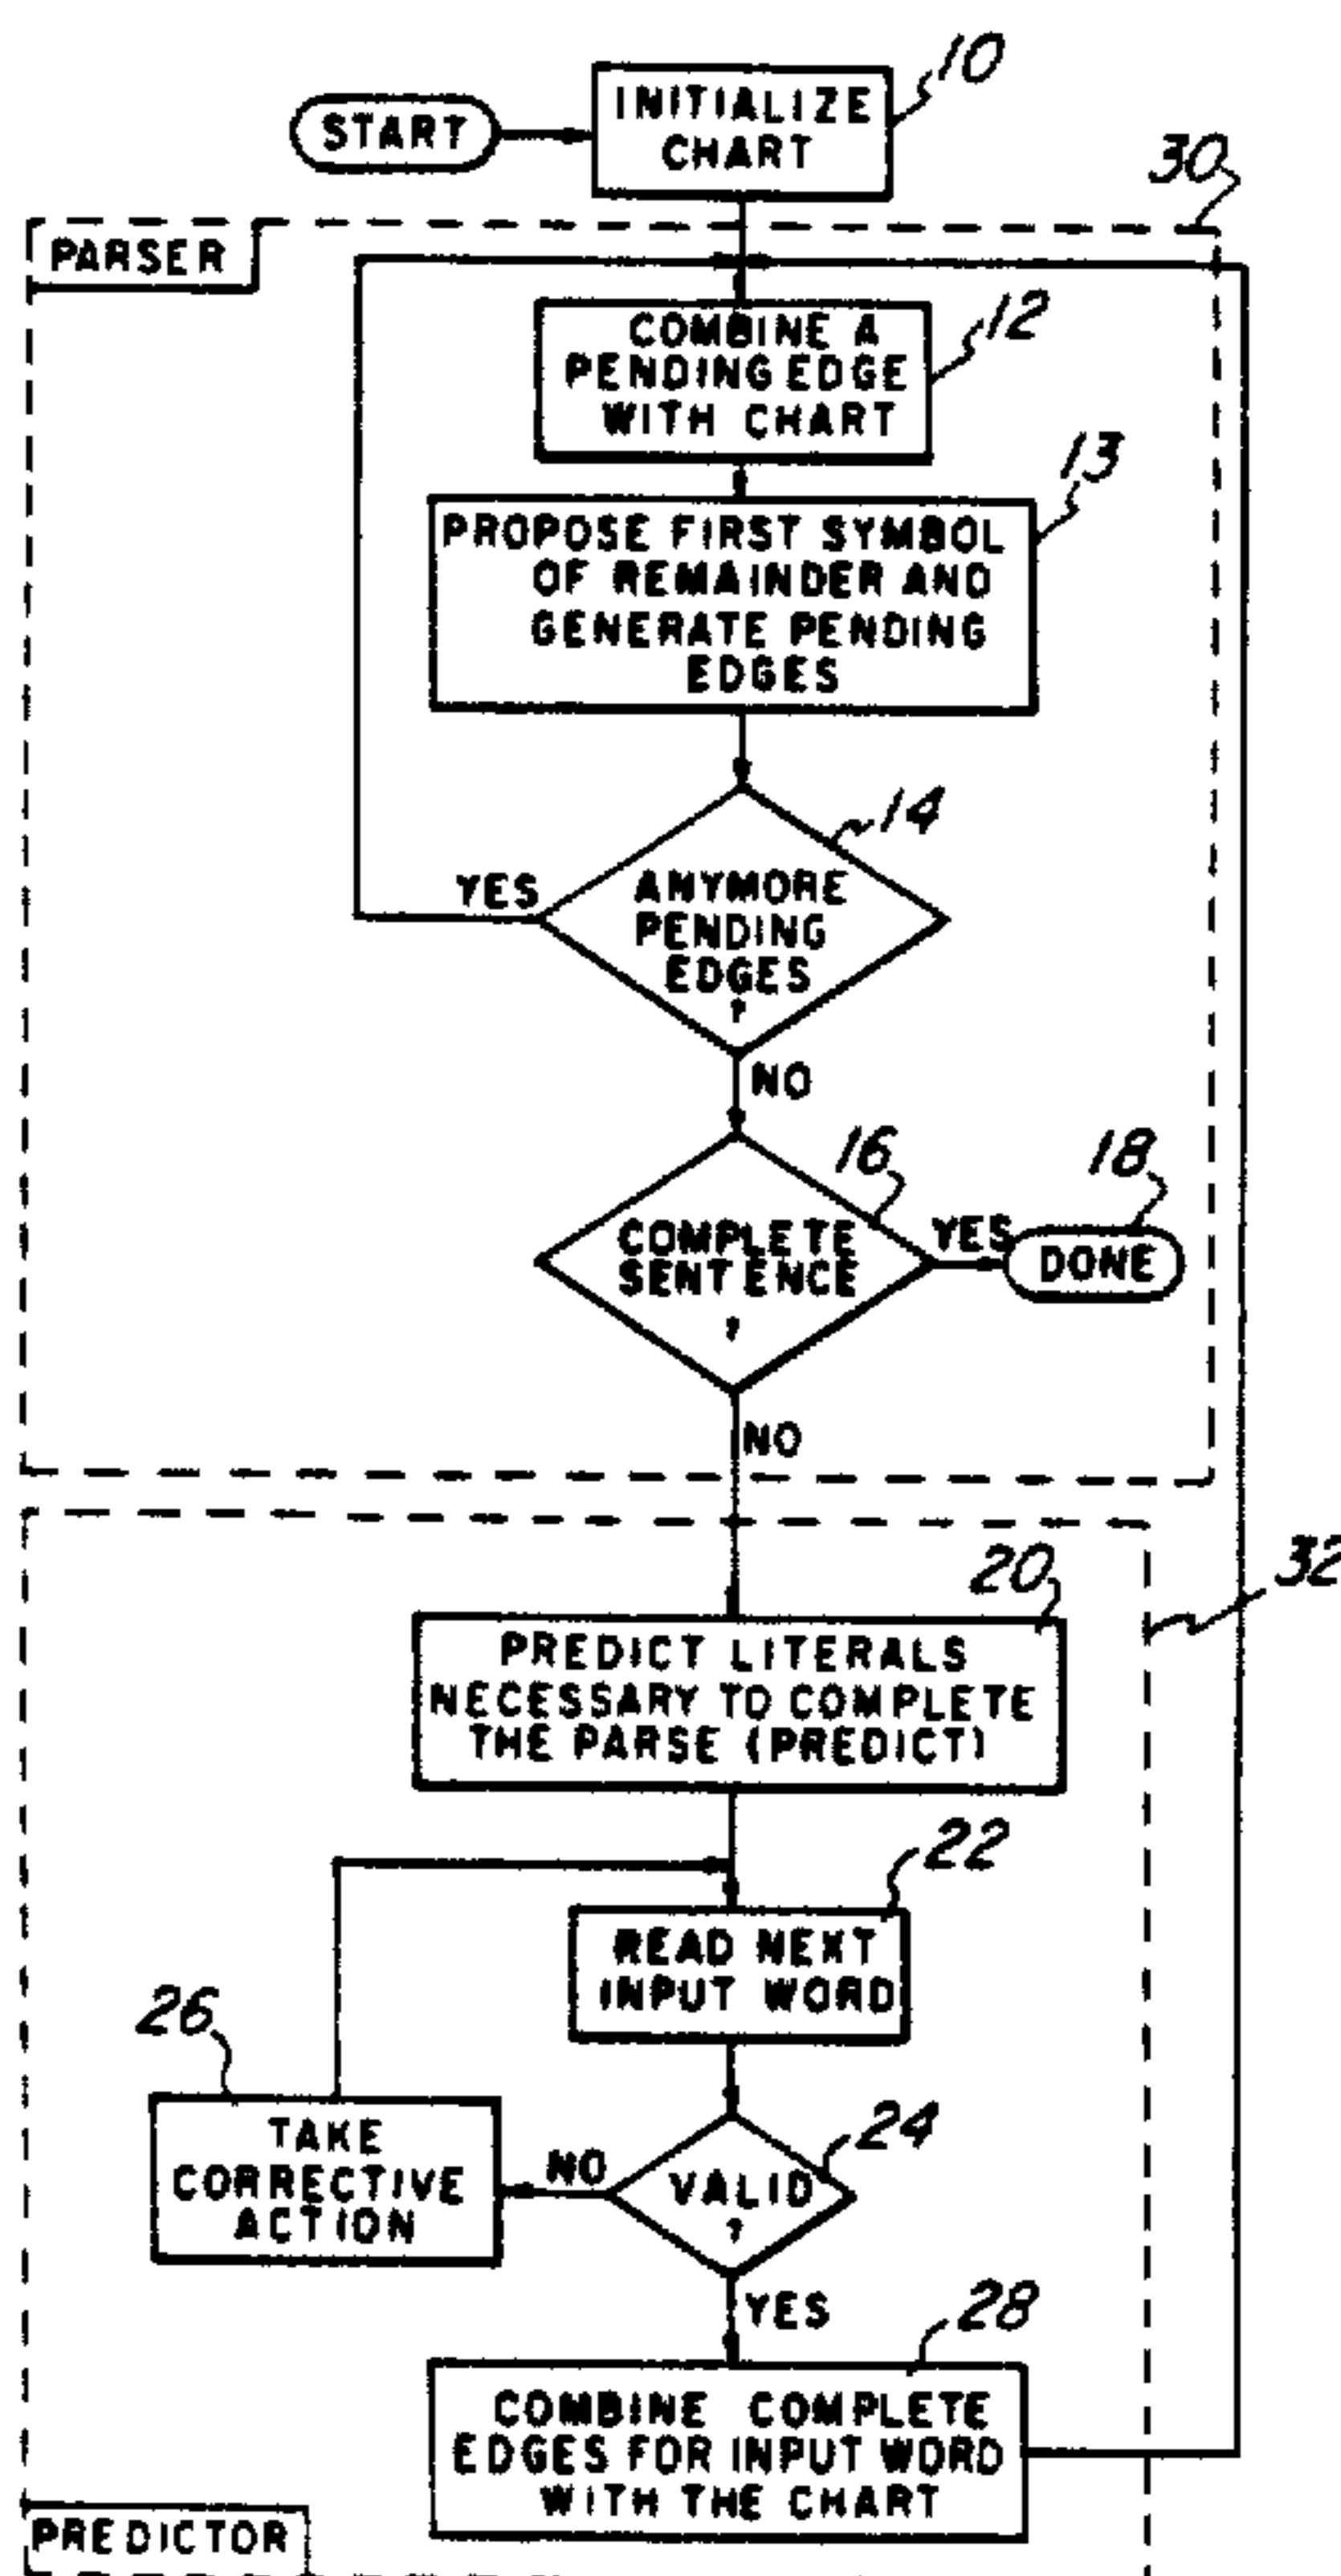 10
START
INITIALIZE
CHART
30
PARSER
12
COMBINE A
PENDING EDGE
WITH CHART
13
PROPOSE FIRST SYMBOL
OF REMAINDER AND
GENERATE PENDING
EDGES
14
YES
ANYMORE
PENDING
EDGES
?
NO
16
18
COMPLETE
SENTENCE
?
YES
DONE
NO
20
32
PREDICT LITERALS
NECESSARY TO COMPLETE
THE PARSE (PREDICT)
22
READ NEXT
INPUT WORD
26
24
TAKE
CORRECTIVE
ACTION
NO
VALID
?
YES
28
COMBINE COMPLETE
EDGES FOR INPUT WORD
WITH THE CHART
PREDICTOR